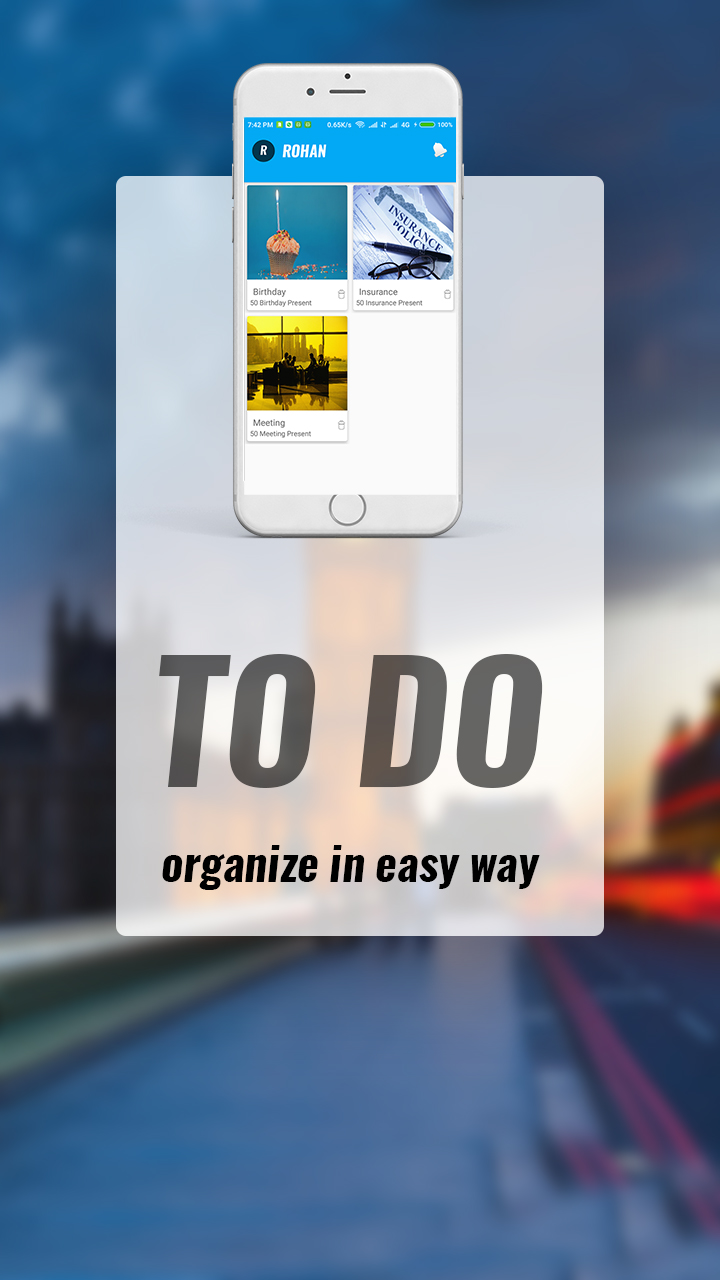 7:42 PM 0.65K/s 4G 100%
R ROHAN
INSURANCE
POLICY
Birthday Insurance
50 Birthday Present 50 Insurance Present
Meeting
50 Meeting Present
TO DO
organize in easy way